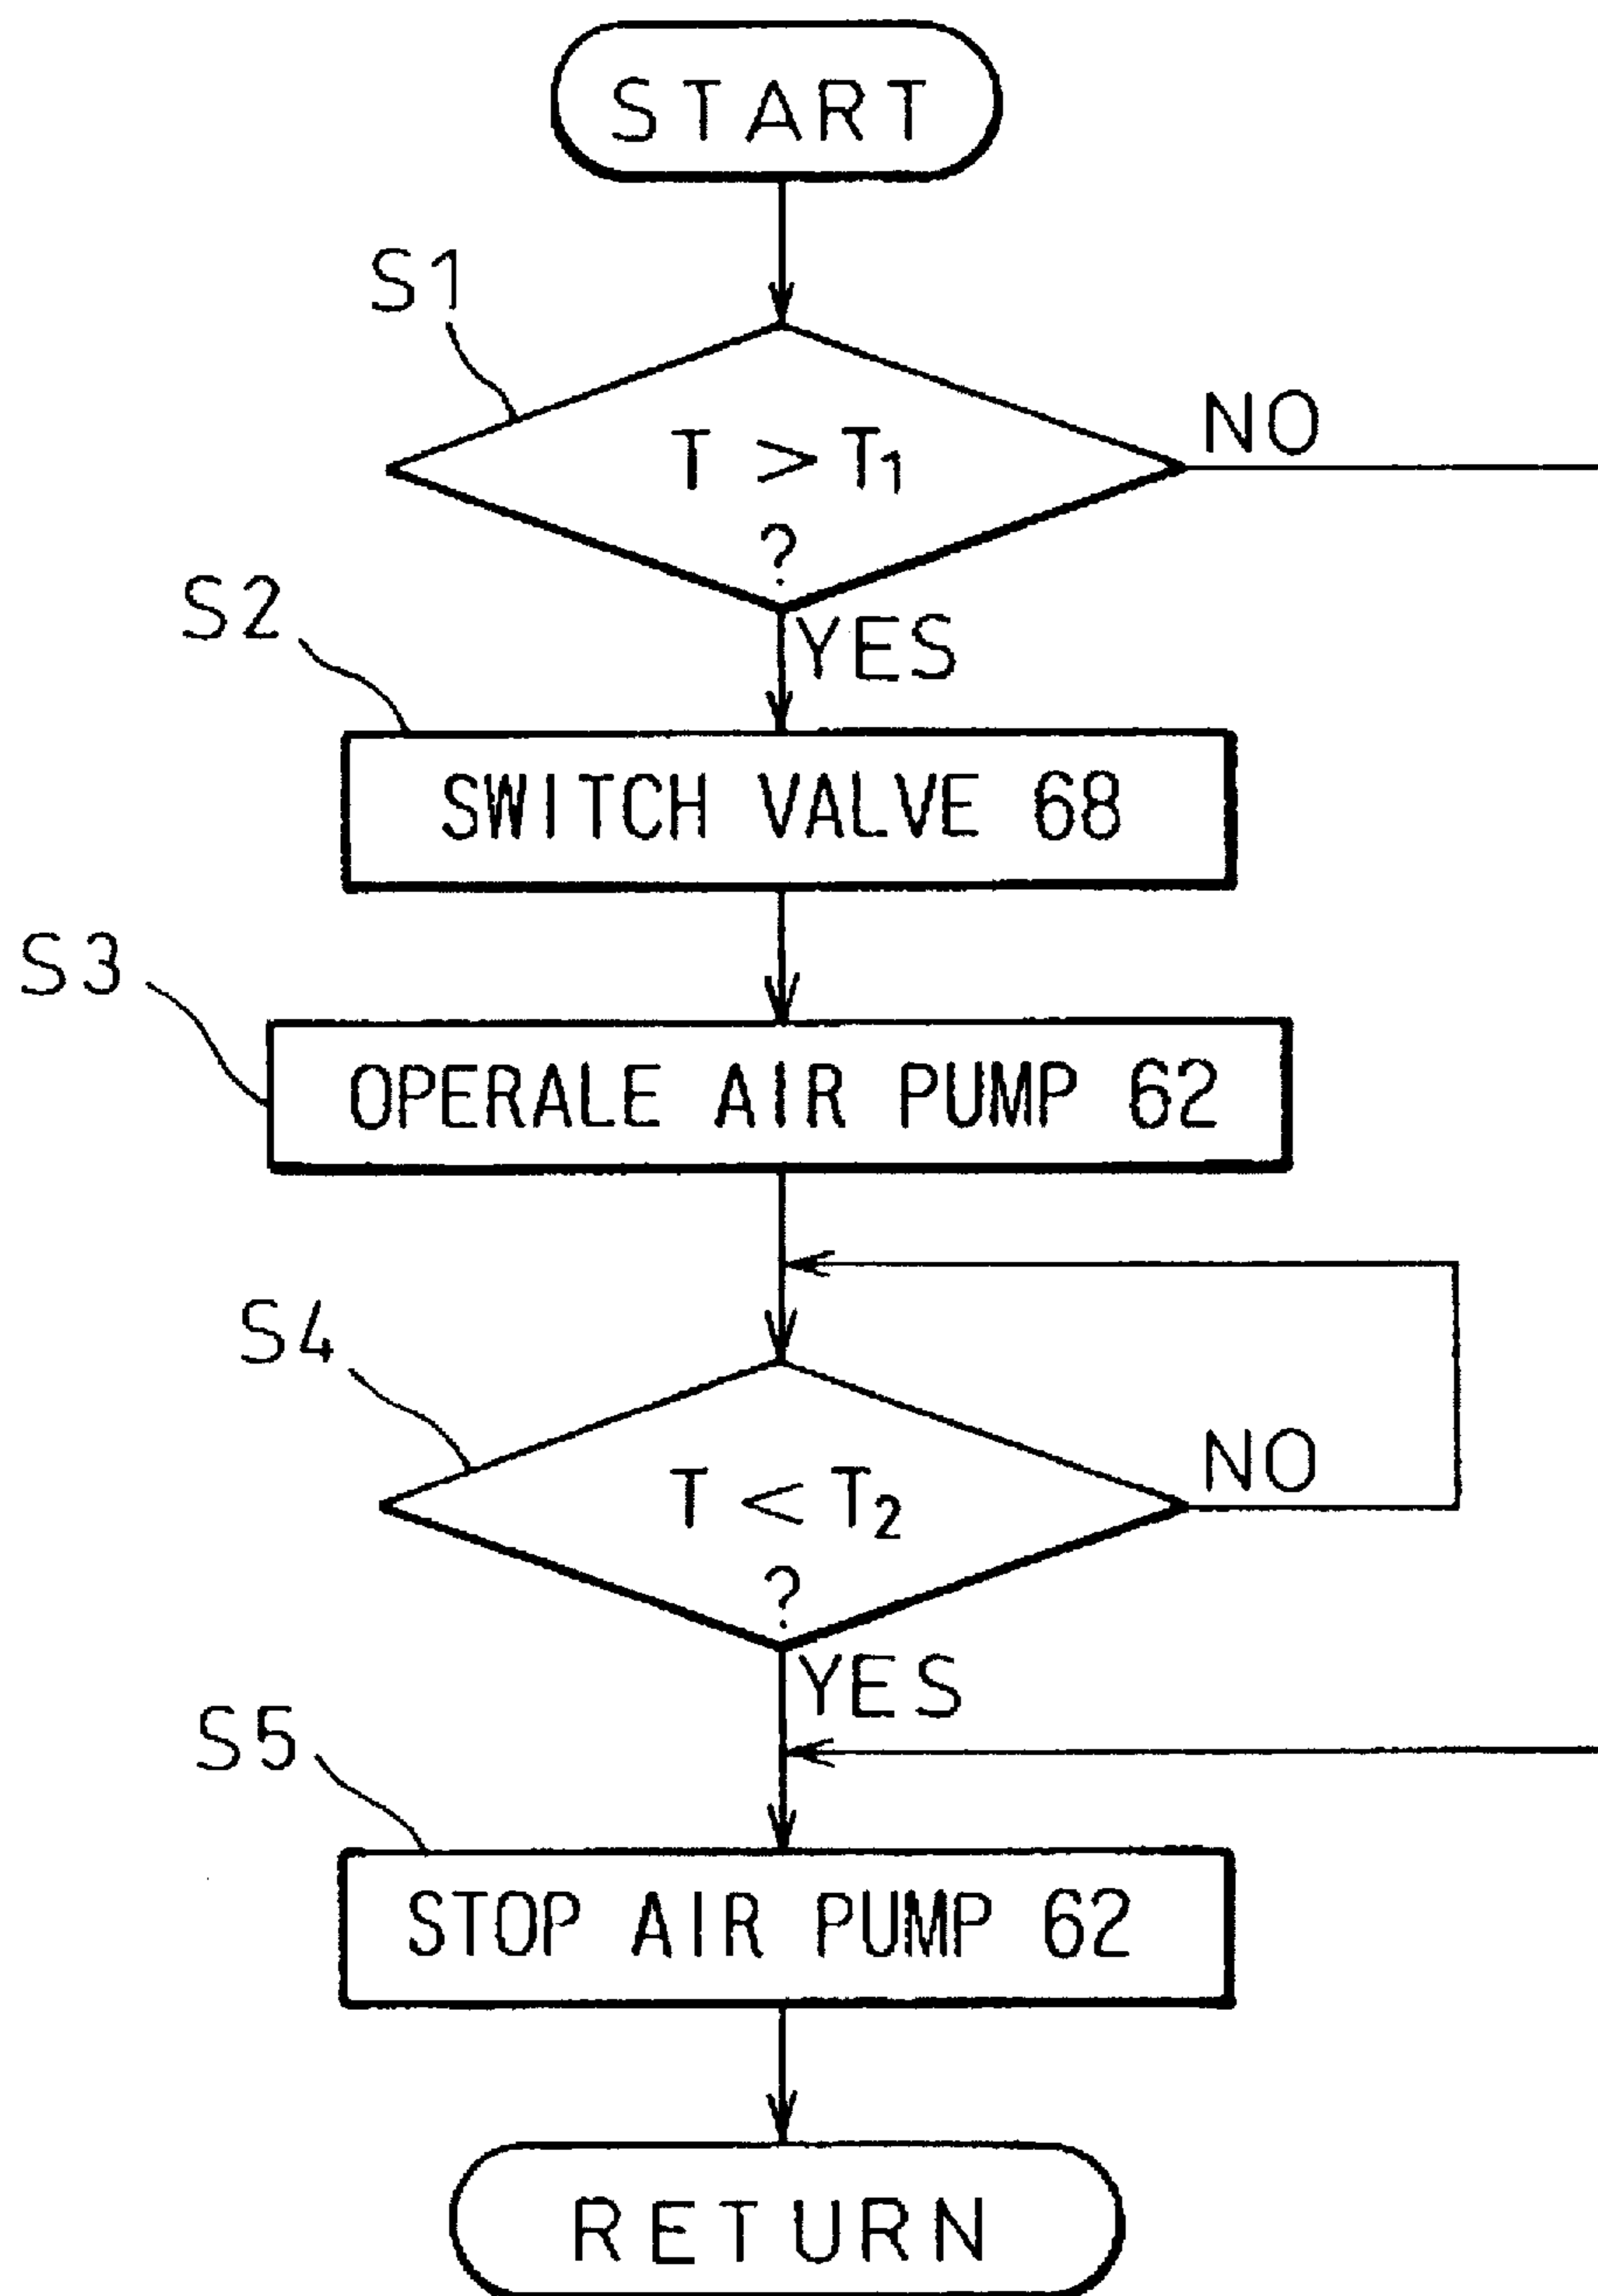 START
S1
T > T₁
?
NO
YES
S2
SWITCH VALVE 68
S3
OPERALE AIR PUMP 62
S4
T < T₂
?
NO
YES
S5
STOP AIR PUMP 62
RETURN